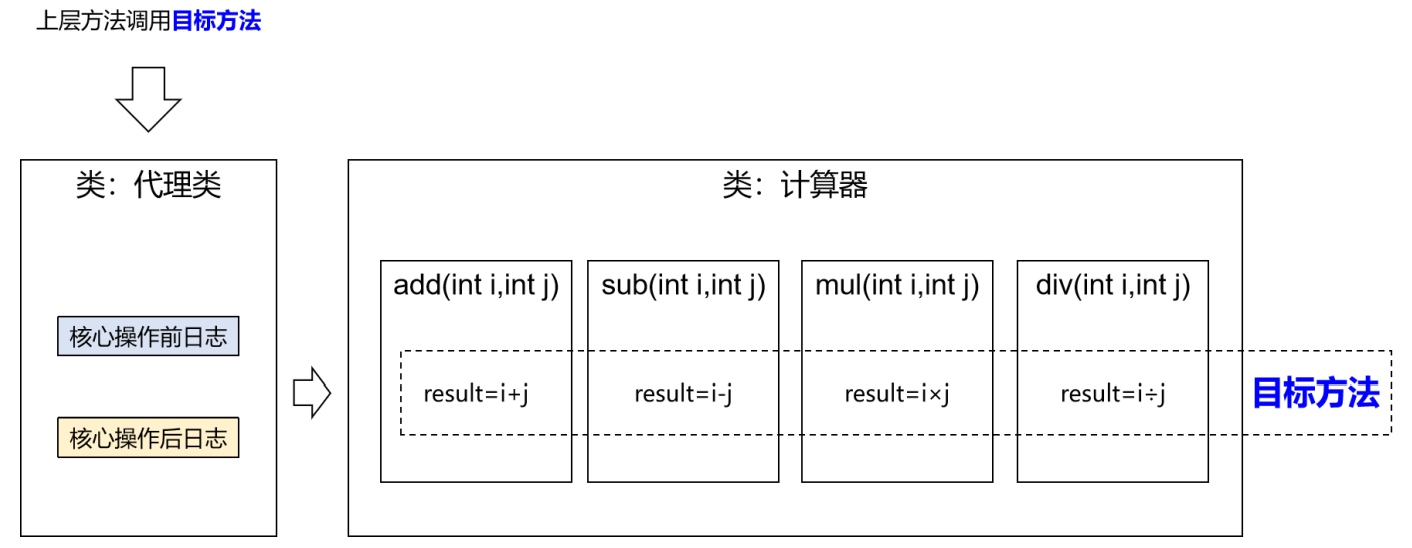 上层方法调用目标方法
类：代理类
核心操作前日志
核心操作后日志
类：计算器
add(int i,int j)
sub(int i,int j)
mul(int i,int j)
div(int i,int j)
result=i+j
result=i-j
result=i×j
result=i÷j
目标方法